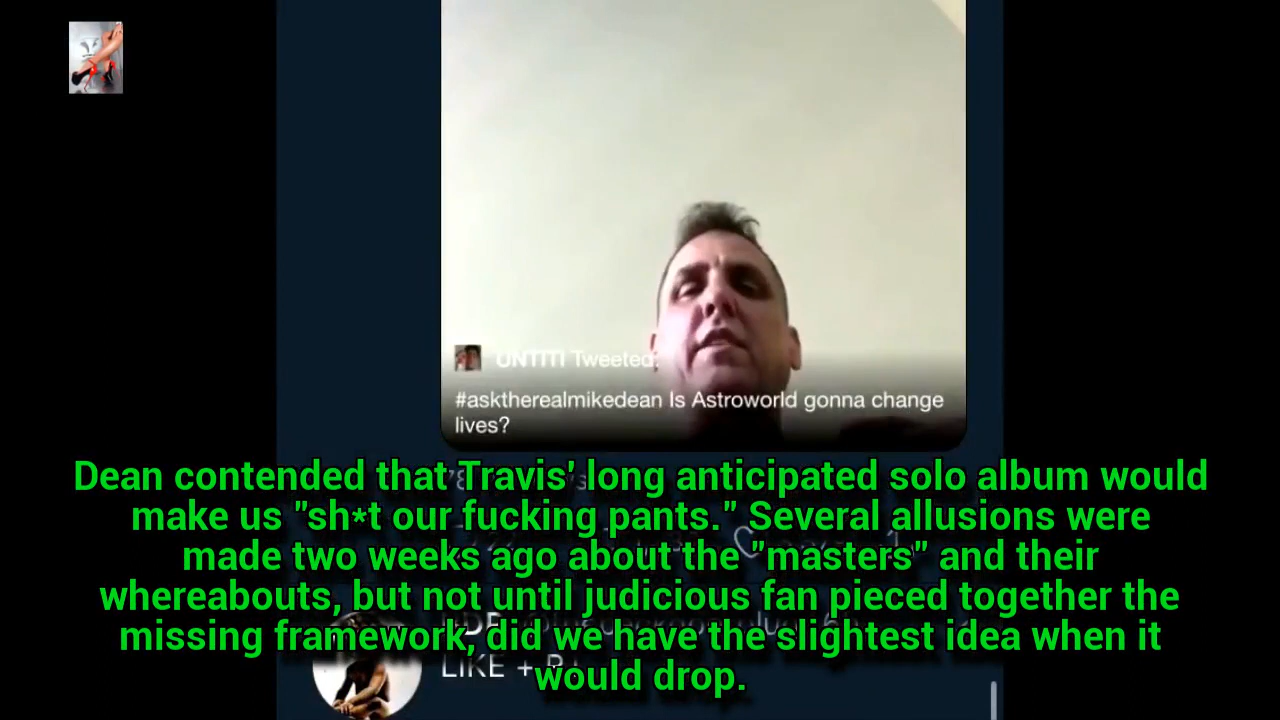 UNTITI Tweeted:
#asktherealmikedean Is Astroworld gonna change
lives?
Dean contended that Travis' long anticipated solo album would
make us "sh*t our fucking pants." Several allusions were
made two weeks ago about the "masters" and their
whereabouts, but not until judicious fan pieced together the
missing framework, did we have the slightest idea when it
would drop.
LIKE +